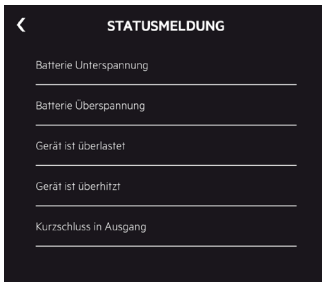 STATUSMELDUNG
Batterie Unterspannung
Batterie Überspannung
Gerät ist überlastet
Gerät ist überhitzt
Kurzschluss in Ausgang